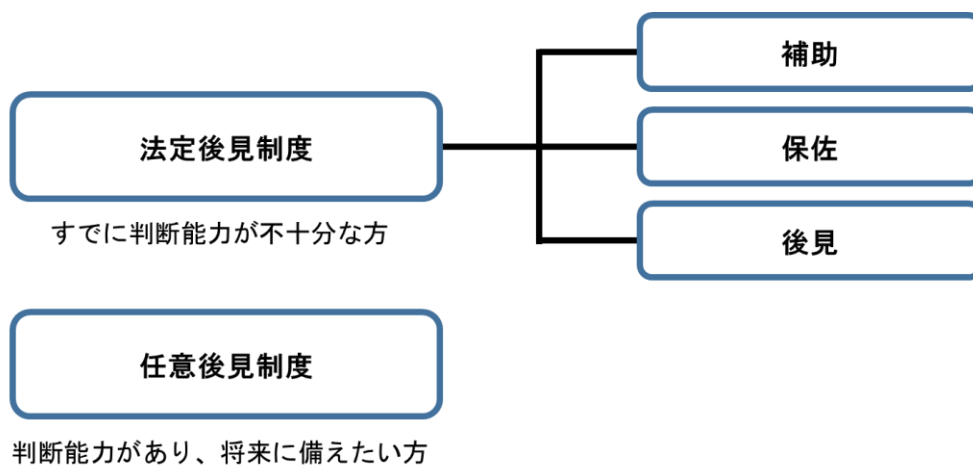 補助
法定後見制度
保佐
すでに判断能力が不十分な方
後見
任意後見制度
判断能力があり、将来に備えたい方